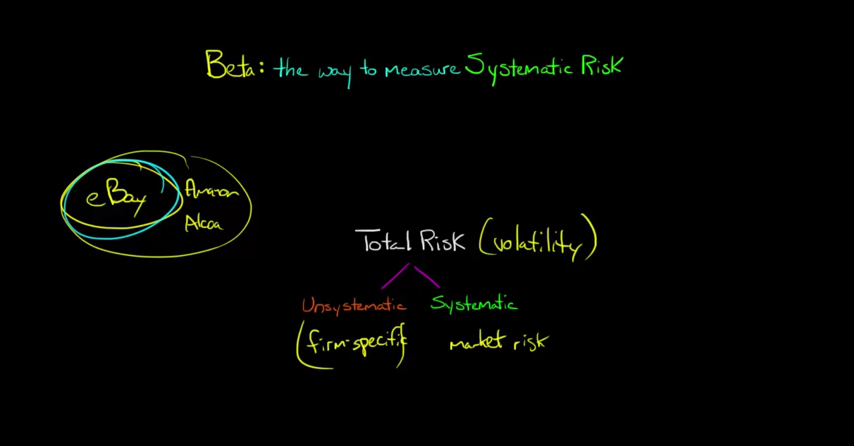 Beta: the way to measure Systematic Risk
eBay
Amazon
Alcoa
Total Risk (volatility)
Unsystematic Systematic
(firm-specific) market risk